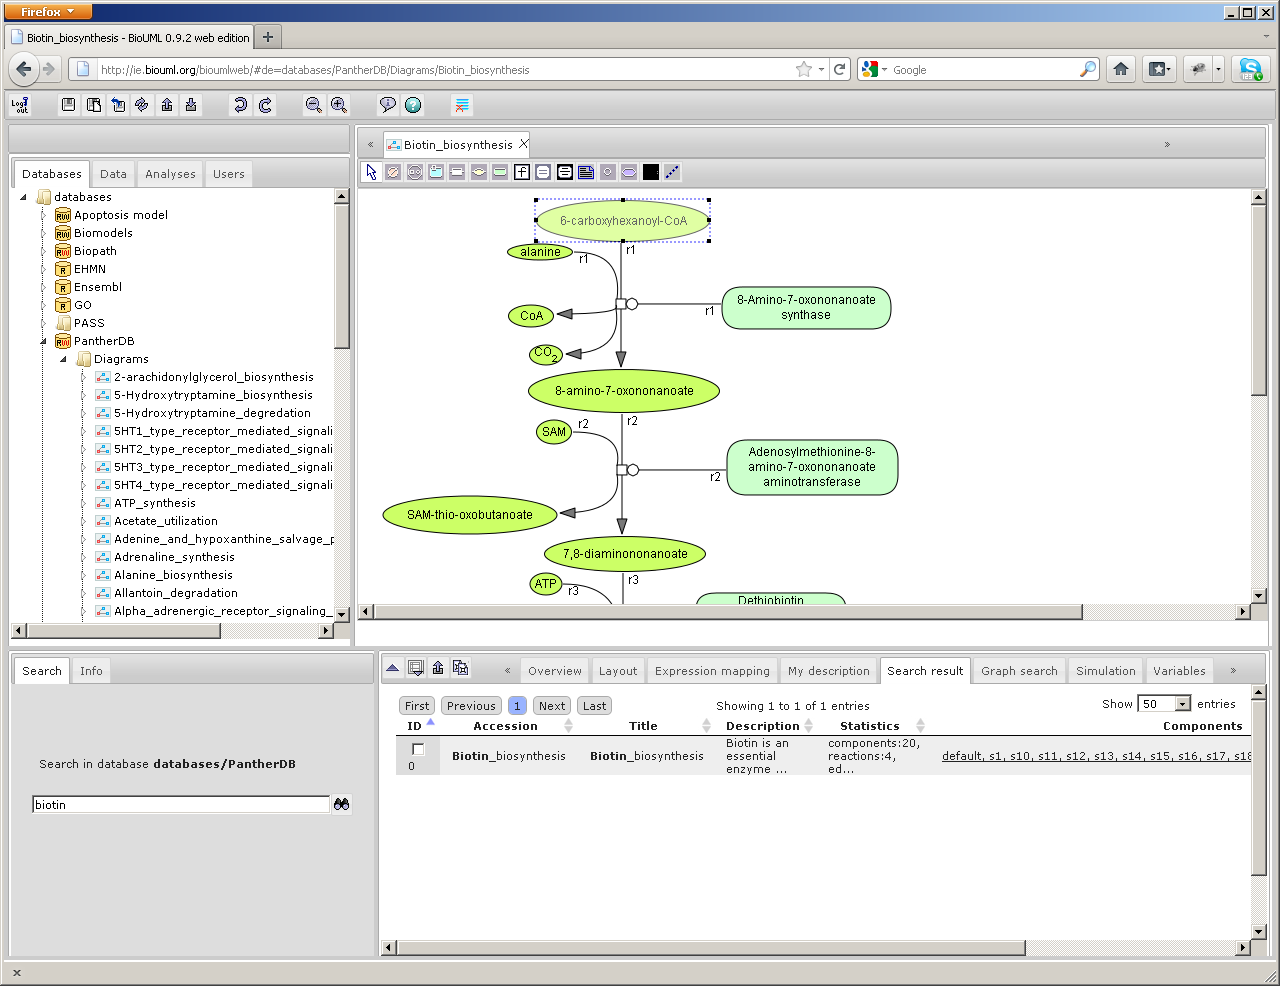 Firefox
Biotin_biosynthesis - BioUML 0.9.2 web edition
http://ie.biouml.org/bioumlweb/#de=databases/PantherDB/Diagrams/Biotin_biosynthesis
Google
Log out
Biotin_biosynthesis
Databases Data Analyses Users
databases
Apoptosis model
Biomodels
Biopath
EHMN
Ensembl
GO
PASS
PantherDB
Diagrams
2-arachidonylglycerol_biosynthesis
5-Hydroxytryptamine_biosynthesis
5-Hydroxytryptamine_degredation
5HT1_type_receptor_mediated_signali
5HT2_type_receptor_mediated_signali
5HT3_type_receptor_mediated_signali
5HT4_type_receptor_mediated_signali
ATP_synthesis
Acetate_utilization
Adenine_and_hypoxanthine_salvage_p
Adrenaline_synthesis
Alanine_biosynthesis
Allantoin_degradation
Alpha_adrenergic_receptor_signaling_
6-carboxyhexanoyl-CoA
alanine
r1
r1
CoA
r1
8-Amino-7-oxononanoate
synthase
CO2
8-amino-7-oxononanoate
SAM
r2
r2
r2
Adenosylmethionine-8-
amino-7-oxononanoate
aminotransferase
SAM-thio-oxobutanoate
7,8-diaminononanoate
ATP
r3
r3
Dethiobiotin
Search Info
Search in database databases/PantherDB
biotin
Overview Layout Expression mapping My description Search result Graph search Simulation Variables
First Previous 1 Next Last
Showing 1 to 1 of 1 entries
Show 50 entries
ID Accession Title Description Statistics Components
0
Biotin_biosynthesis
Biotin_biosynthesis
Biotin is an
essential
enzyme ...
components:20,
reactions:4,
ed...
default, s1, s10, s11, s12, s13, s14, s15, s16, s17, s18